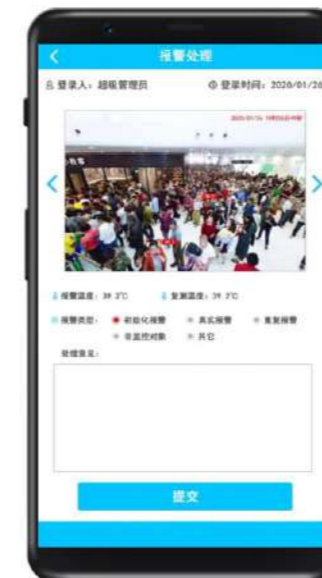 报警处理
登录人：超级管理员 登录时间：2020/01/26
报警温度：39.3℃ 复测温度：39.3℃
报警类型： 初始化报警 真实报警 重复报警
非监控对象 其它
处理意见：
提交